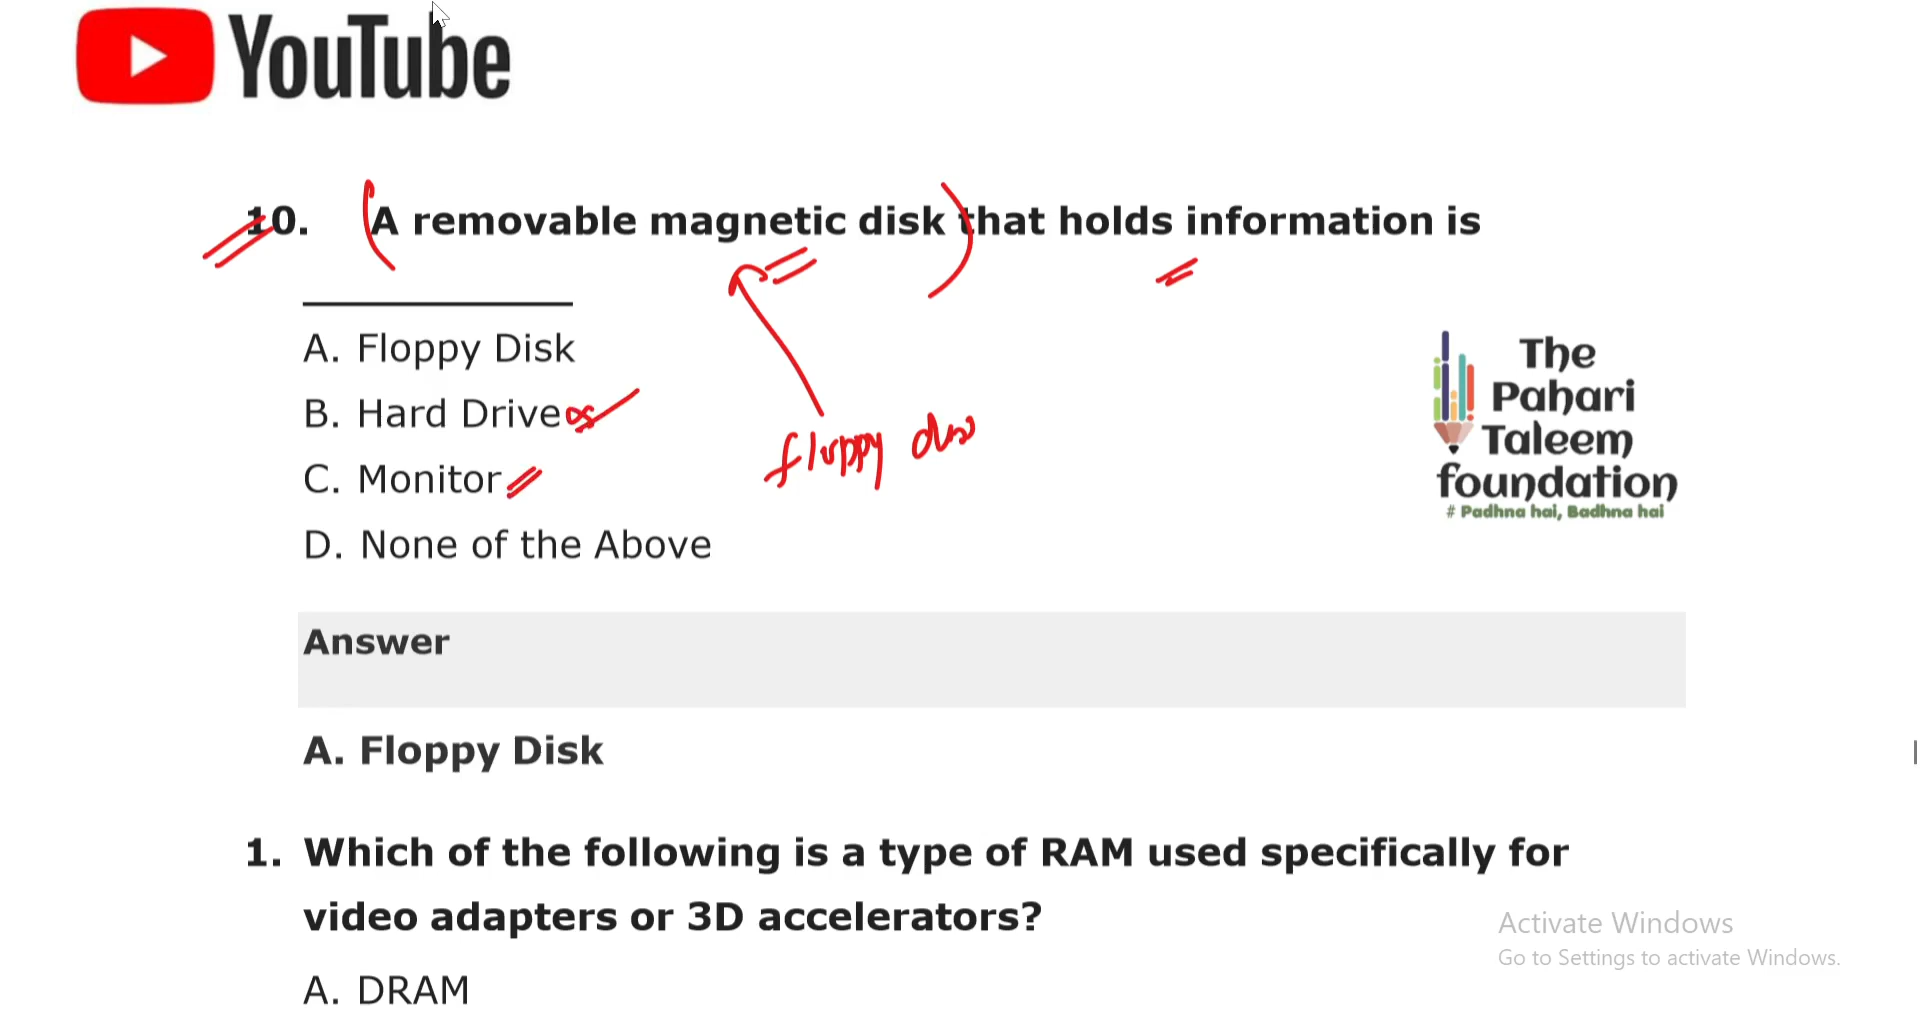 YouTube
10. A removable magnetic disk that holds information is
A. Floppy Disk
B. Hard Drive
C. Monitor
floppy
D. None of the Above
The
Pahari
Taleem
foundation
# Padhna hai, Badhna hai
Answer
A. Floppy Disk
1. Which of the following is a type of RAM used specifically for
video adapters or 3D accelerators?
A. DRAM
Activate Windows
Go to Settings to activate Windows.